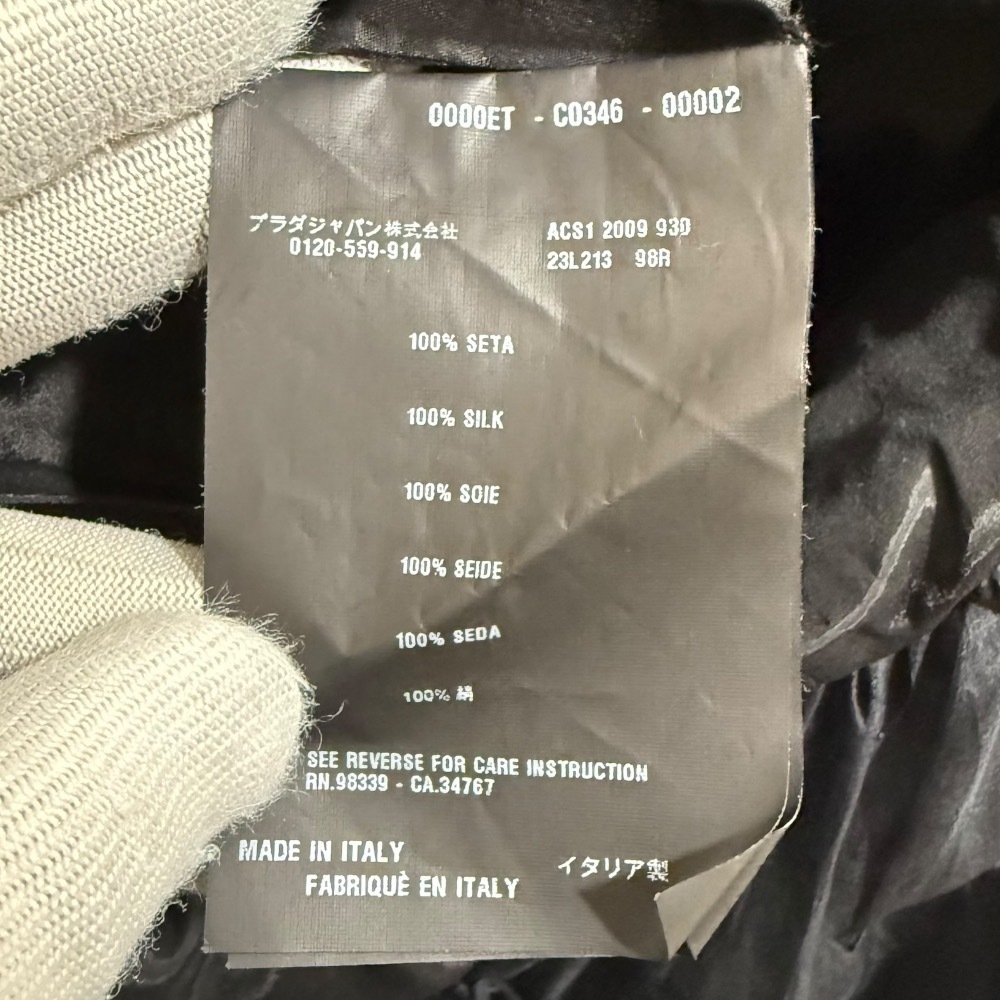 0000ET - C0346 - 00002
プラダジャパン株式会社
0120-559-914
ACS1 2009 930
23L213 98R
100% SETA
100% SILK
100% SOIE
100% SEIDE
100% SEDA
100% 絹
SEE REVERSE FOR CARE INSTRUCTION
RN.98339 - CA.34767
MADE IN ITALY
FABRIQUÈ EN ITALY
イタリア製